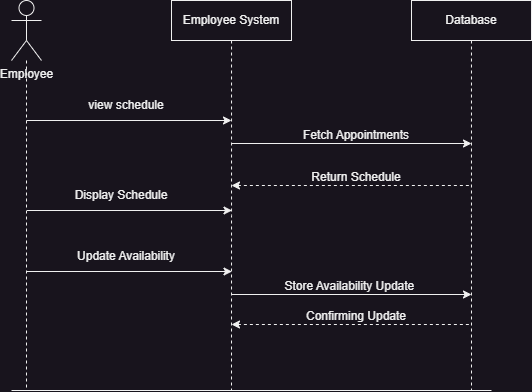 Employee System
Database
Employee
view schedule
Fetch Appointments
Return Schedule
Display Schedule
Update Availability
Store Availability Update
Confirming Update